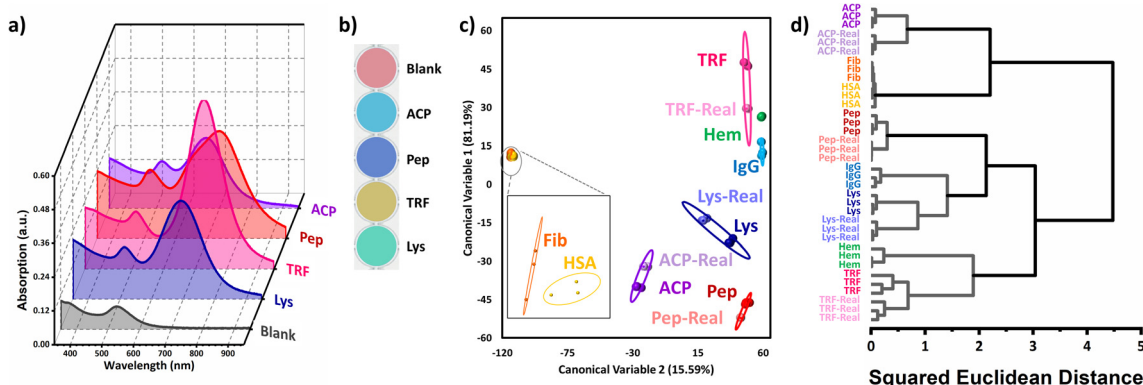 a)
Absorption (a.u.)
0.60
0.48
0.36
0.24
0.12
0.00
400 500 600 700 800 900
Wavelength (nm)
ACP
Pep
TRF
Lys
Blank
b)
Blank
ACP
Pep
TRF
Lys
c)
Canonical Variable 1 (81.19%)
60
45
30
15
0
-15
-30
-45
-60
-120 -75 -30 15 60
Canonical Variable 2 (15.59%)
TRF
TRF-Real
Hem
IgG
Lys-Real
Lys
ACP-Real
ACP
Pep
Pep-Real
Fib
HSA
d)
ACP
ACP
ACP
ACP-Real
ACP-Real
ACP-Real
Fib
Fib
Fib
HSA
HSA
HSA
Pep
Pep
Pep
Pep-Real
Pep-Real
Pep-Real
IgG
IgG
IgG
Lys
Lys
Lys
Lys-Real
Lys-Real
Lys-Real
Hem
Hem
Hem
TRF
TRF
TRF
TRF-Real
TRF-Real
TRF-Real
0 1 2 3 4 5
Squared Euclidean Distance